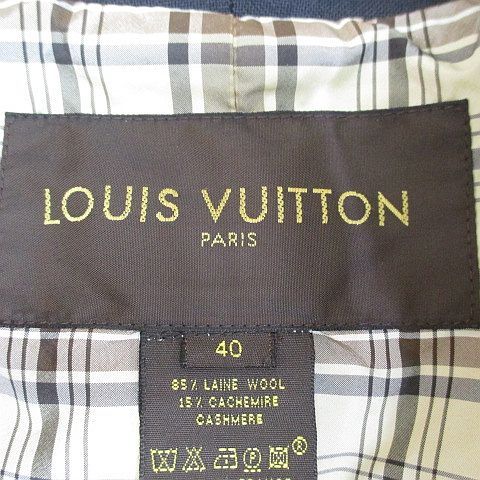 LOUIS VUITTON
PARIS
40
85% LAINE WOOL
15% CACHEMIRE
CASHMERE
®